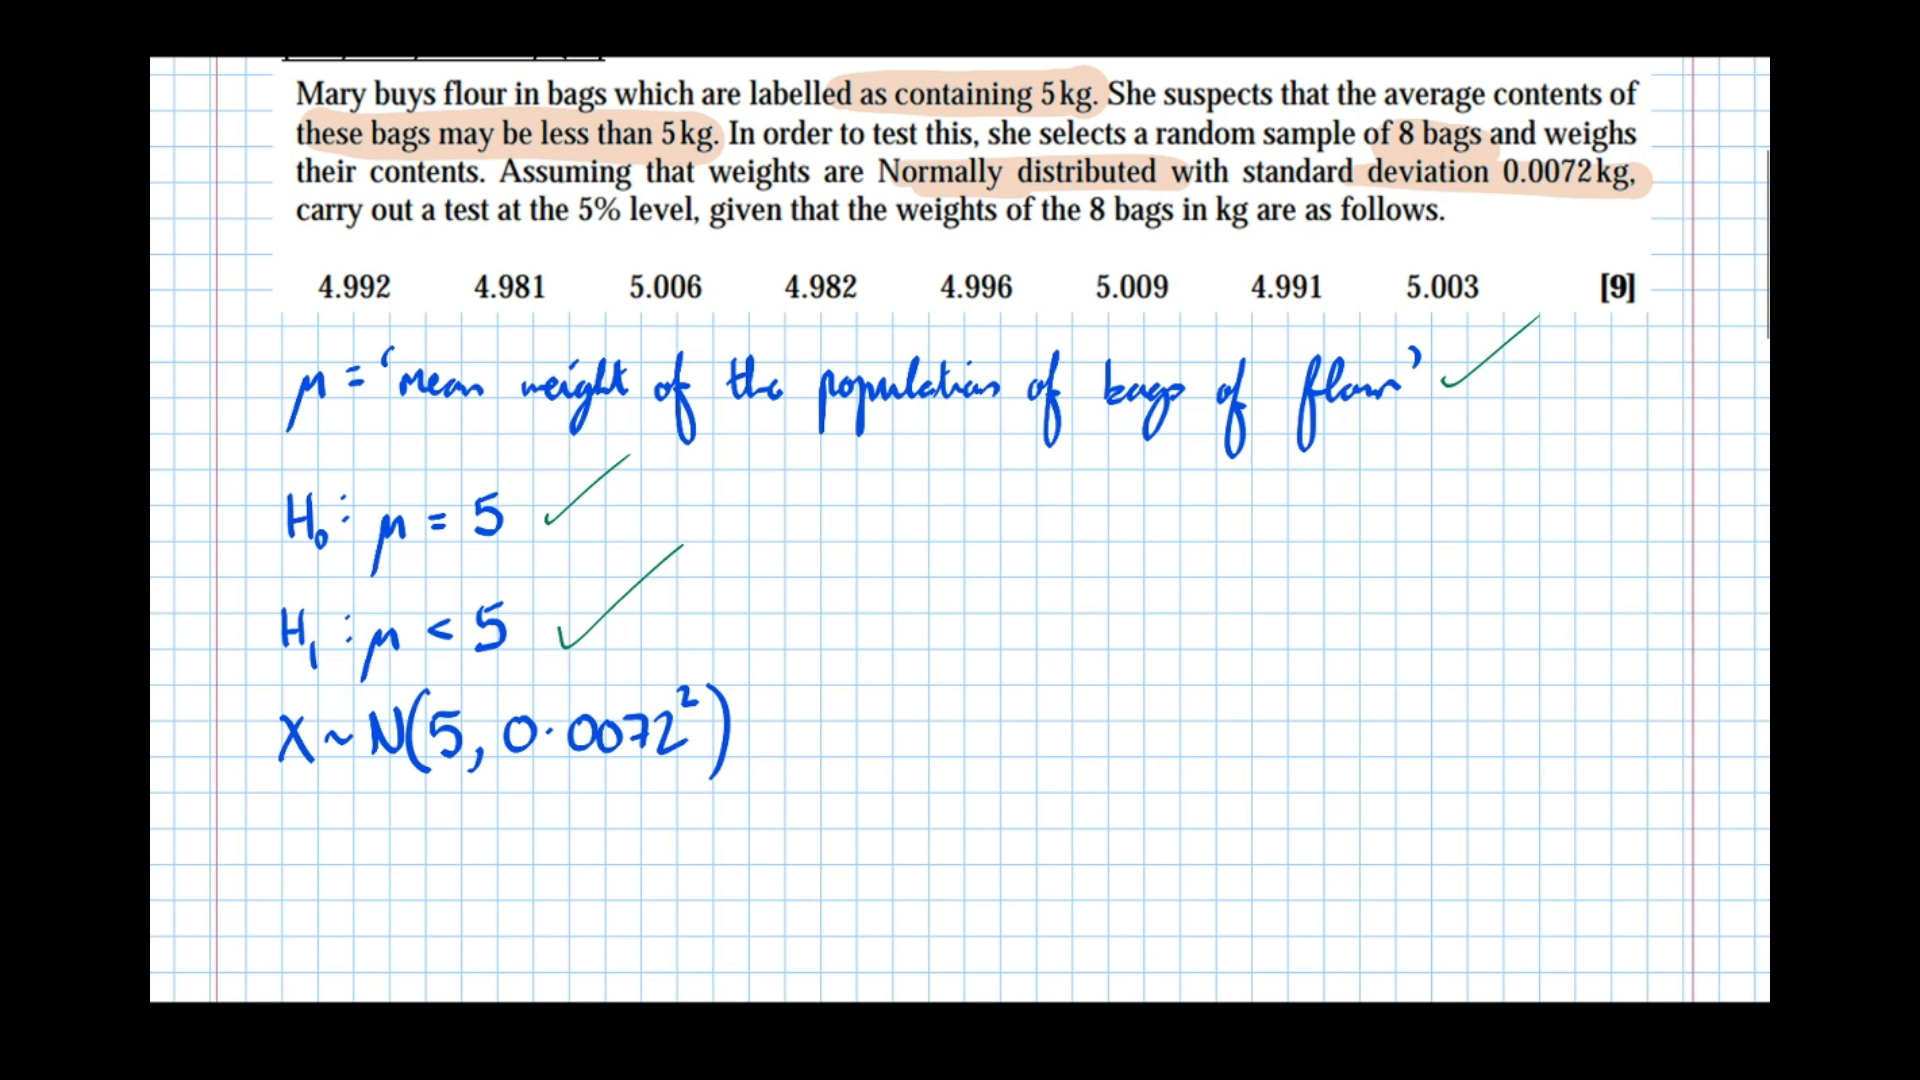 Mary buys flour in bags which are labelled as containing 5 kg. She suspects that the average contents of
these bags may be less than 5 kg. In order to test this, she selects a random sample of 8 bags and weighs
their contents. Assuming that weights are Normally distributed with standard deviation 0.0072 kg,
carry out a test at the 5% level, given that the weights of the 8 bags in kg are as follows.
4.992 4.981 5.006 4.982 4.996 5.009 4.991 5.003 [9]
μ = ‘mean weight of the population of bags of flour’
H₀ : μ = 5
H₁ : μ < 5
X ~ N(5, 0·0072²)